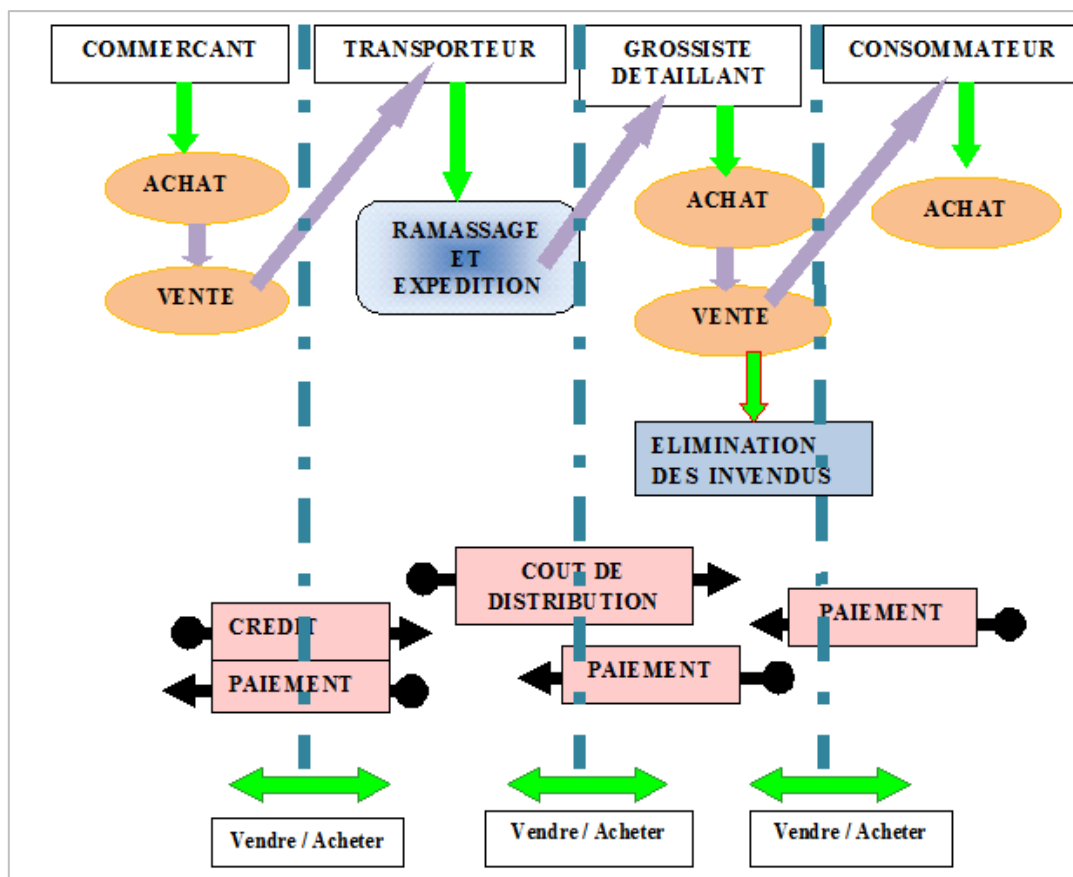 COMMERCANT
TRANSPORTEUR
GROSSISTE
DETAILLANT
CONSOMMATEUR
ACHAT
VENTE
RAMASSAGE
ET
EXPEDITION
ACHAT
VENTE
ACHAT
ELIMINATION
DES INVENDUS
COUT DE
DISTRIBUTION
PAIEMENT
CREDIT
PAIEMENT
PAIEMENT
Vendre / Acheter
Vendre / Acheter
Vendre / Acheter